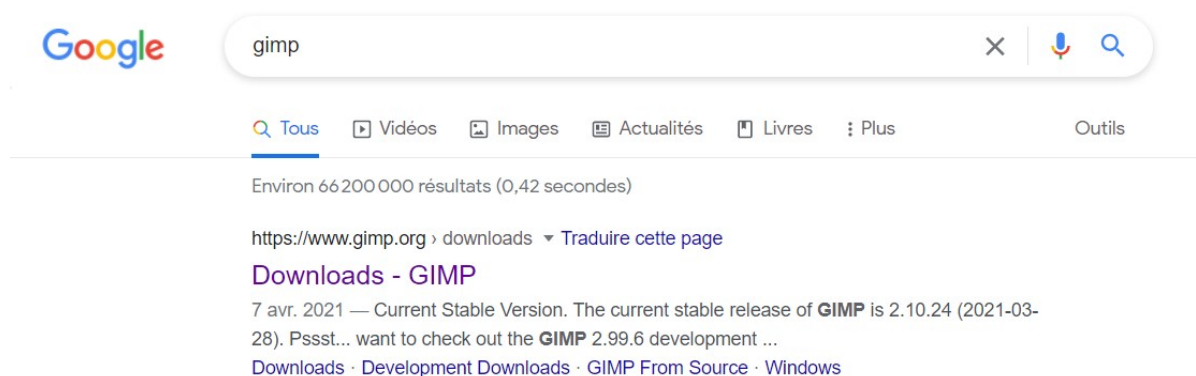 Google
gimp
Tous Vidéos Images Actualités Livres Plus Outils
Environ 66 200 000 résultats (0,42 secondes)
https://www.gimp.org › downloads ▾ Traduire cette page
Downloads - GIMP
7 avr. 2021 — Current Stable Version. The current stable release of GIMP is 2.10.24 (2021-03-
28). Pssst... want to check out the GIMP 2.99.6 development ...
Downloads · Development Downloads · GIMP From Source · Windows